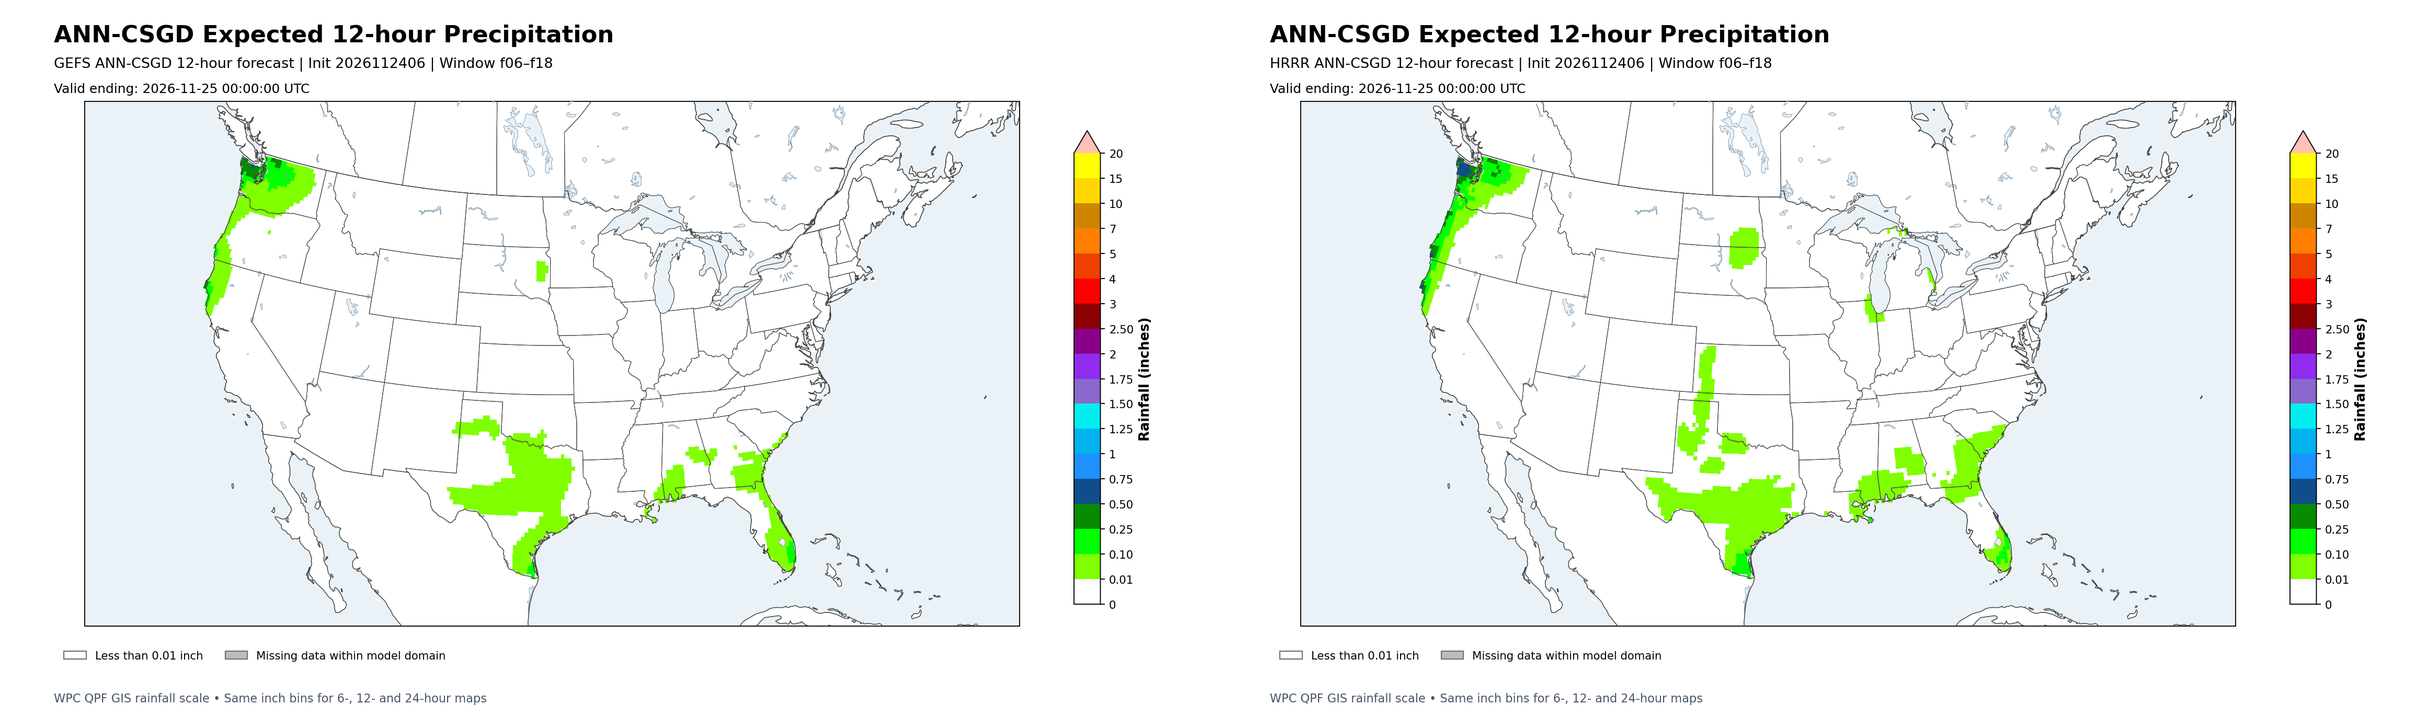 ANN-CSGD Expected 12-hour Precipitation
GEFS ANN-CSGD 12-hour forecast | Init 2026112406 | Window f06–f18
Valid ending: 2026-11-25 00:00:00 UTC
20
15
10
7
5
4
3
2.50
2
1.75
1.50
1.25
1
0.75
0.50
0.25
0.10
0.01
0
Rainfall (inches)
Less than 0.01 inch
Missing data within model domain
WPC QPF GIS rainfall scale • Same inch bins for 6-, 12- and 24-hour maps
ANN-CSGD Expected 12-hour Precipitation
HRRR ANN-CSGD 12-hour forecast | Init 2026112406 | Window f06–f18
Valid ending: 2026-11-25 00:00:00 UTC
20
15
10
7
5
4
3
2.50
2
1.75
1.50
1.25
1
0.75
0.50
0.25
0.10
0.01
0
Rainfall (inches)
Less than 0.01 inch
Missing data within model domain
WPC QPF GIS rainfall scale • Same inch bins for 6-, 12- and 24-hour maps